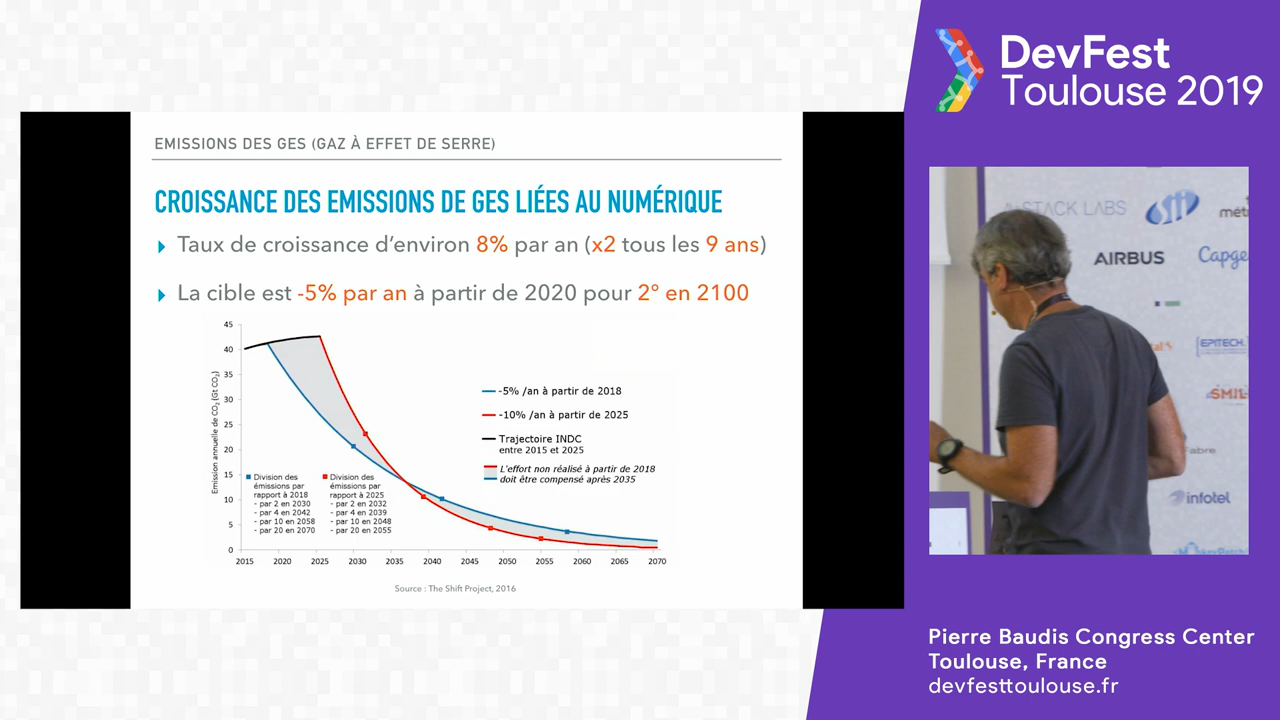 DevFest
Toulouse 2019
EMISSIONS DES GES (GAZ À EFFET DE SERRE)
CROISSANCE DES EMISSIONS DE GES LIÉES AU NUMÉRIQUE
Taux de croissance d'environ 8% par an (x2 tous les 9 ans)
La cible est -5% par an à partir de 2020 pour 2° en 2100
Emission annuelle de CO2 (Gt CO2)
45
40
35
30
25
20
15
10
5
0
2015 2020 2025 2030 2035 2040 2045 2050 2055 2060 2065 2070
-5% /an à partir de 2018
-10% /an à partir de 2025
Trajectoire INDC
entre 2015 et 2025
L'effort non réalisé à partir de 2018
doit être compensé après 2035
Division des
émissions par
rapport à 2018
- par 2 en 2030
- par 4 en 2042
- par 10 en 2058
- par 20 en 2070
Division des
émissions par
rapport à 2025
- par 2 en 2032
- par 4 en 2039
- par 10 en 2048
- par 20 en 2055
Source : The Shift Project, 2016
STACK LABS
AIRBUS
EPITECH.
infotel
Pierre Baudis Congress Center
Toulouse, France
devfesttoulouse.fr